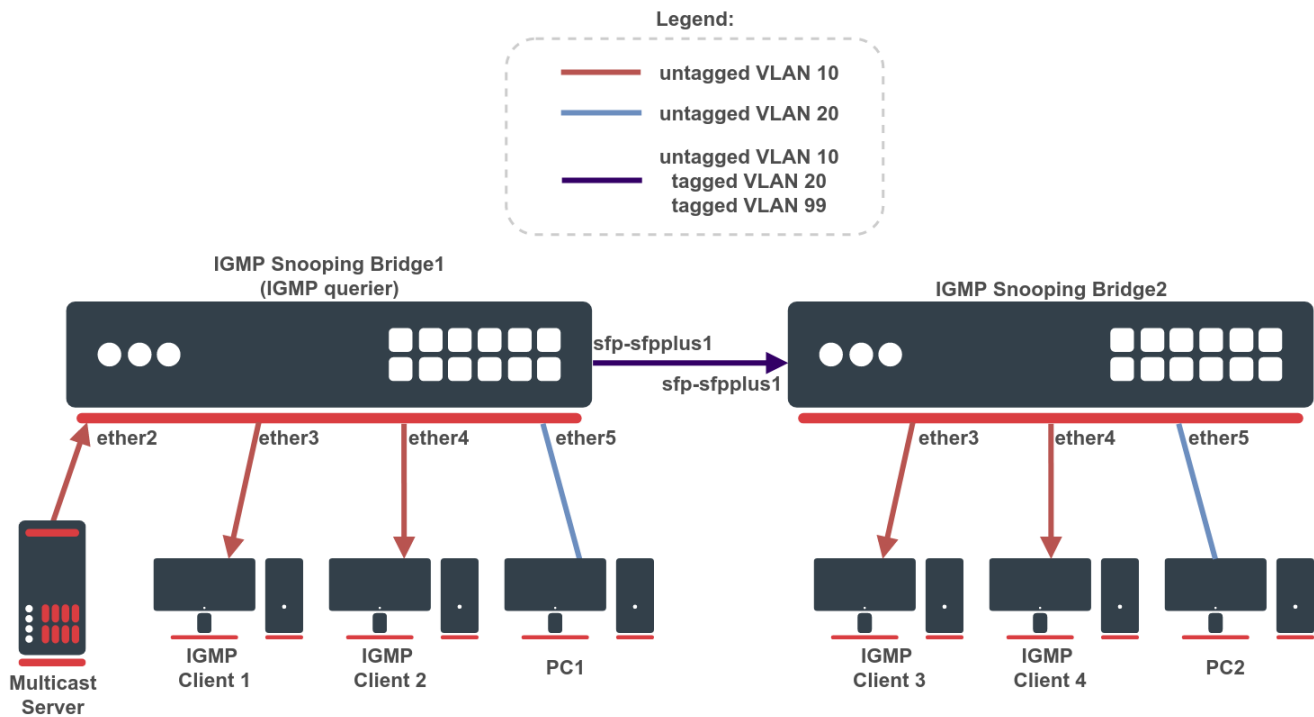 Legend:
untagged VLAN 10
untagged VLAN 20
untagged VLAN 10
tagged VLAN 20
tagged VLAN 99
IGMP Snooping Bridge1
(IGMP querier)
IGMP Snooping Bridge2
sfp-sfpplus1
sfp-sfpplus1
ether2
ether3
ether4
ether5
ether3
ether4
ether5
Multicast
Server
IGMP
Client 1
IGMP
Client 2
PC1
IGMP
Client 3
IGMP
Client 4
PC2